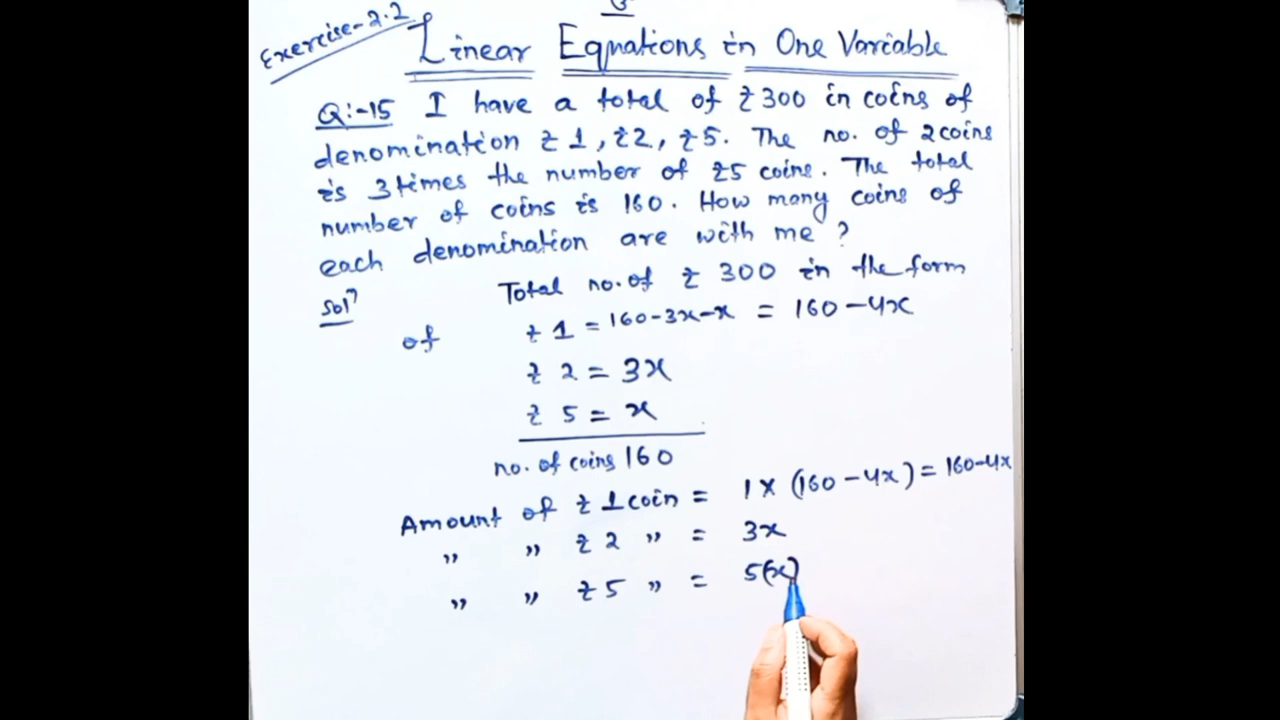 Exercise-2.2
Linear Equations in One Variable
Q:-15 I have a total of ₹300 in coins of
denomination ₹1, ₹2, ₹5. The no. of 2coins
is 3times the number of ₹5 coins. The total
number of coins is 160. How many coins of
each denomination are with me?
Solⁿ Total no. of ₹ 300 in the form
of ₹ 1 = 160-3x-x = 160-4x
₹ 2 = 3x
₹ 5 = x
no. of coins 160
Amount of ₹ 1coin = 1 × (160-4x) = 160-4x
" " ₹ 2 " = 3x
" " ₹5 " = 5(x)